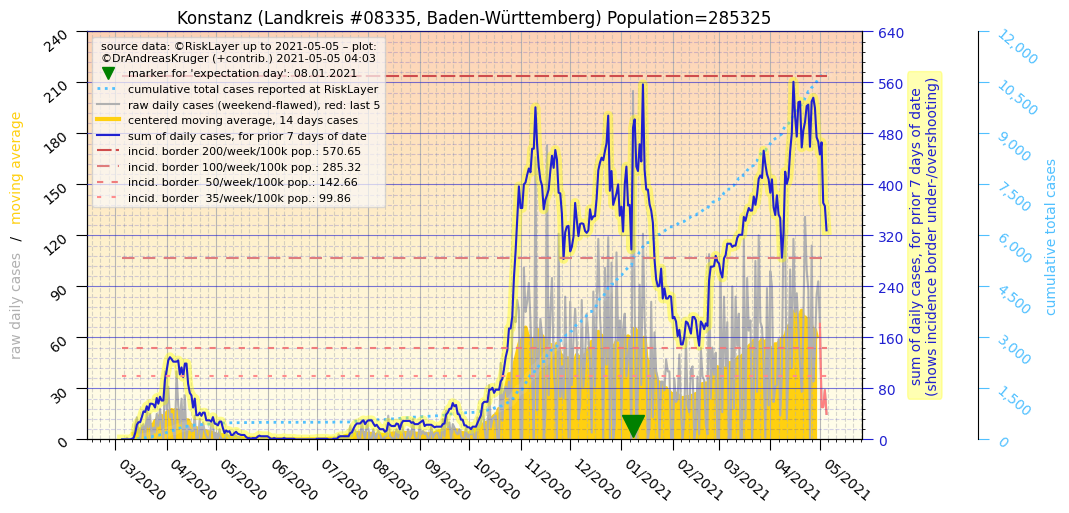 Konstanz (Landkreis #08335, Baden-Württemberg) Population=285325
source data: ©RiskLayer up to 2021-05-05 – plot:
©DrAndreasKruger (+contrib.) 2021-05-05 04:03
marker for 'expectation day': 08.01.2021
cumulative total cases reported at RiskLayer
raw daily cases (weekend-flawed), red: last 5
centered moving average, 14 days cases
sum of daily cases, for prior 7 days of date
incid. border 200/week/100k pop.: 570.65
incid. border 100/week/100k pop.: 285.32
incid. border 50/week/100k pop.: 142.66
incid. border 35/week/100k pop.: 99.86
raw daily cases / moving average
240
210
180
150
120
90
60
30
0
03/2020
04/2020
05/2020
06/2020
07/2020
08/2020
09/2020
10/2020
11/2020
12/2020
01/2021
02/2021
03/2021
04/2021
05/2021
640
560
480
400
320
240
160
80
0
sum of daily cases, for prior 7 days of date
(shows incidence border under-/overshooting)
12,000
10,500
9,000
7,500
6,000
4,500
3,000
1,500
0
cumulative total cases